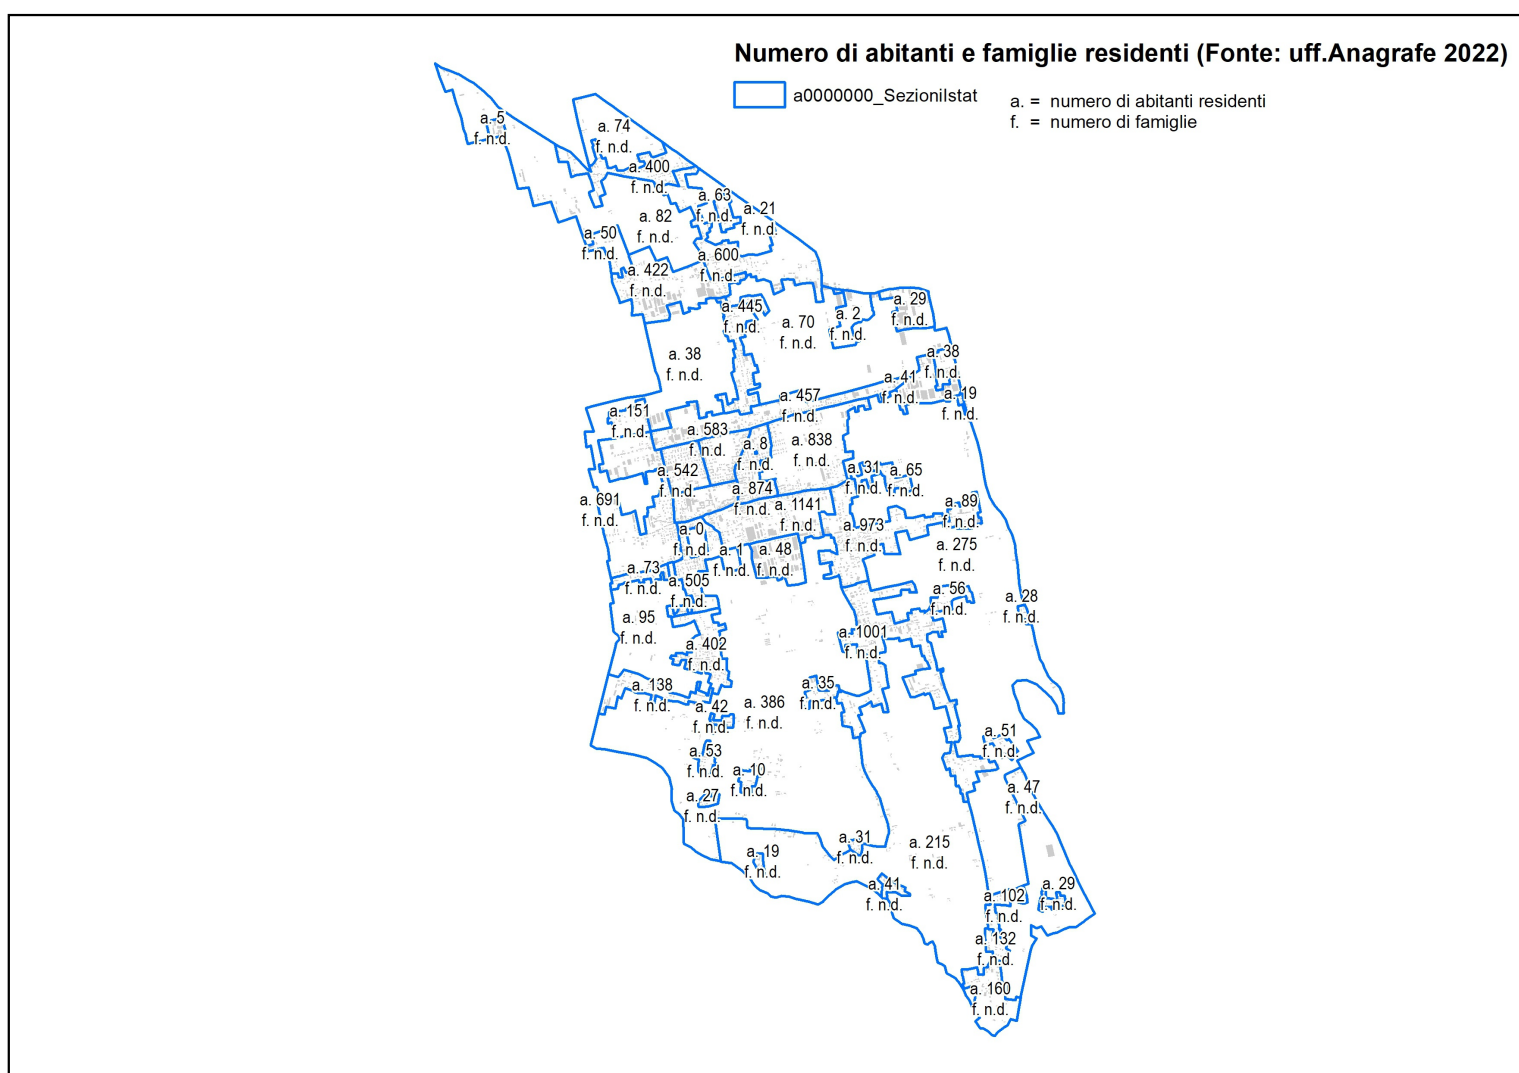 Numero di abitanti e famiglie residenti (Fonte: uff.Anagrafe 2022)
a0000000_SezioniIstat
a. = numero di abitanti residenti
f. = numero di famiglie
a. 5
f. n.d.
a. 74
f. n.d.
a. 400
f. n.d.
a. 63
f. n.d.
a. 21
f. n.d.
a. 82
f. n.d.
a. 50
f. n.d.
a. 600
f. n.d.
a. 422
f. n.d.
a. 29
f. n.d.
a. 445
f. n.d.
a. 2
f. n.d.
a. 70
f. n.d.
a. 38
f. n.d.
a. 38
f. n.d.
a. 41
f. n.d.
a. 19
f. n.d.
a. 457
f. n.d.
a. 151
f. n.d.
a. 583
f. n.d.
a. 8
f. n.d.
a. 838
f. n.d.
a. 542
f. n.d.
a. 31
f. n.d.
a. 65
f. n.d.
a. 874
f. n.d.
a. 691
f. n.d.
a. 1141
f. n.d.
a. 89
f. n.d.
a. 973
f. n.d.
a. 0
f. n.d.
a. 1
f. n.d.
a. 48
f. n.d.
a. 275
f. n.d.
a. 73
f. n.d.
a. 505
f. n.d.
a. 56
f. n.d.
a. 28
f. n.d.
a. 95
f. n.d.
a. 1001
f. n.d.
a. 402
f. n.d.
a. 138
f. n.d.
a. 35
f. n.d.
a. 386
f. n.d.
a. 42
f. n.d.
a. 51
f. n.d.
a. 53
f. n.d.
a. 10
f. n.d.
a. 47
f. n.d.
a. 27
f. n.d.
a. 31
f. n.d.
a. 215
f. n.d.
a. 19
f. n.d.
a. 41
f. n.d.
a. 29
f. n.d.
a. 102
f. n.d.
a. 132
f. n.d.
a. 160
f. n.d.